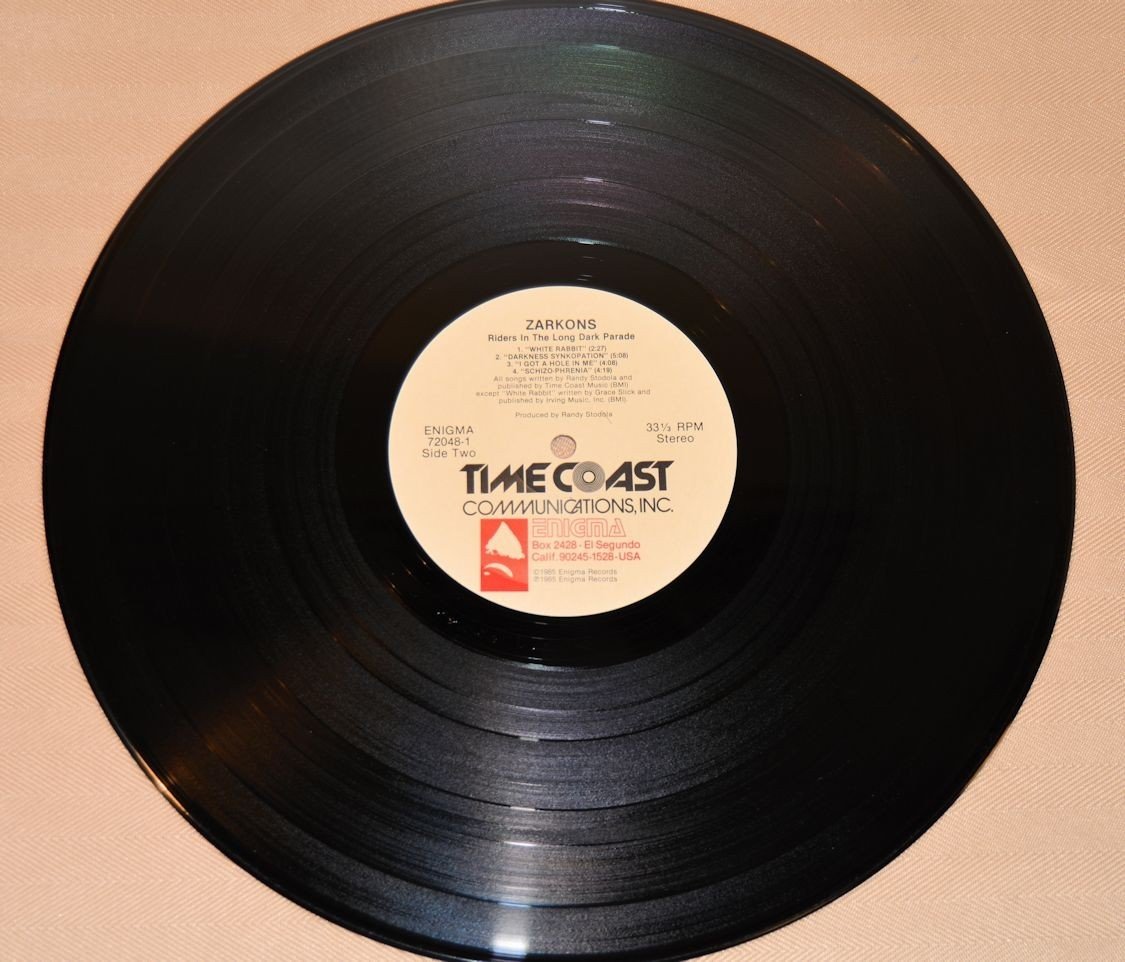 ZARKONS
Riders In The Long Dark Parade
1. "WHITE RABBIT" (2:27)
2. "DARKNESS SYNKOPATION" (5:08)
3. "I GOT A HOLE IN ME" (4:08)
4. "SCHIZO-PHRENIA" (4:19)
All songs written by Randy Stodola and
published by Time Coast Music (BMI)
except "White Rabbit" written by Grace Slick and
published by Irving Music, Inc. (BMI).
Produced by Randy Stodola
ENIGMA
72048-1
Side Two
33⅓ RPM
Stereo
TIME COAST
COMMUNICATIONS, INC.
ENIGMA
Box 2428 - El Segundo
Calif. 90245-1528 - USA
©1985 Enigma Records
℗1985 Enigma Records